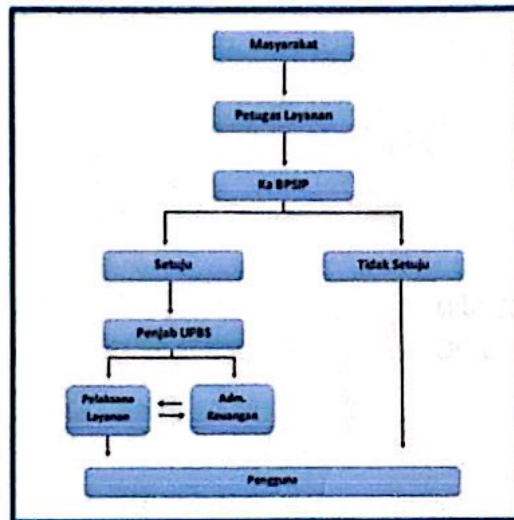 Masyarakat
Petugas Layanan
Ka BPSIP
Setuju
Tidak Setuju
Penjab UPBS
Pelaksana
Layanan
Adm.
Keuangan
Pengguna